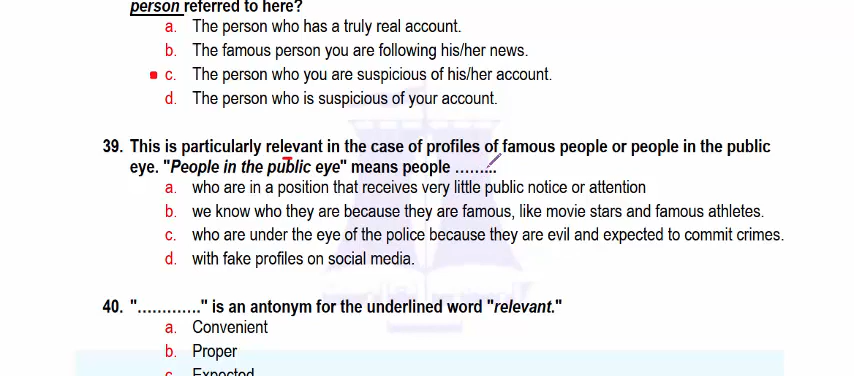 person referred to here?
a. The person who has a truly real account.
b. The famous person you are following his/her news.
c. The person who you are suspicious of his/her account.
d. The person who is suspicious of your account.
39. This is particularly relevant in the case of profiles of famous people or people in the public
eye. "People in the public eye" means people .........
a. who are in a position that receives very little public notice or attention
b. we know who they are because they are famous, like movie stars and famous athletes.
c. who are under the eye of the police because they are evil and expected to commit crimes.
d. with fake profiles on social media.
40. "............." is an antonym for the underlined word "relevant."
a. Convenient
b. Proper
c. Expected